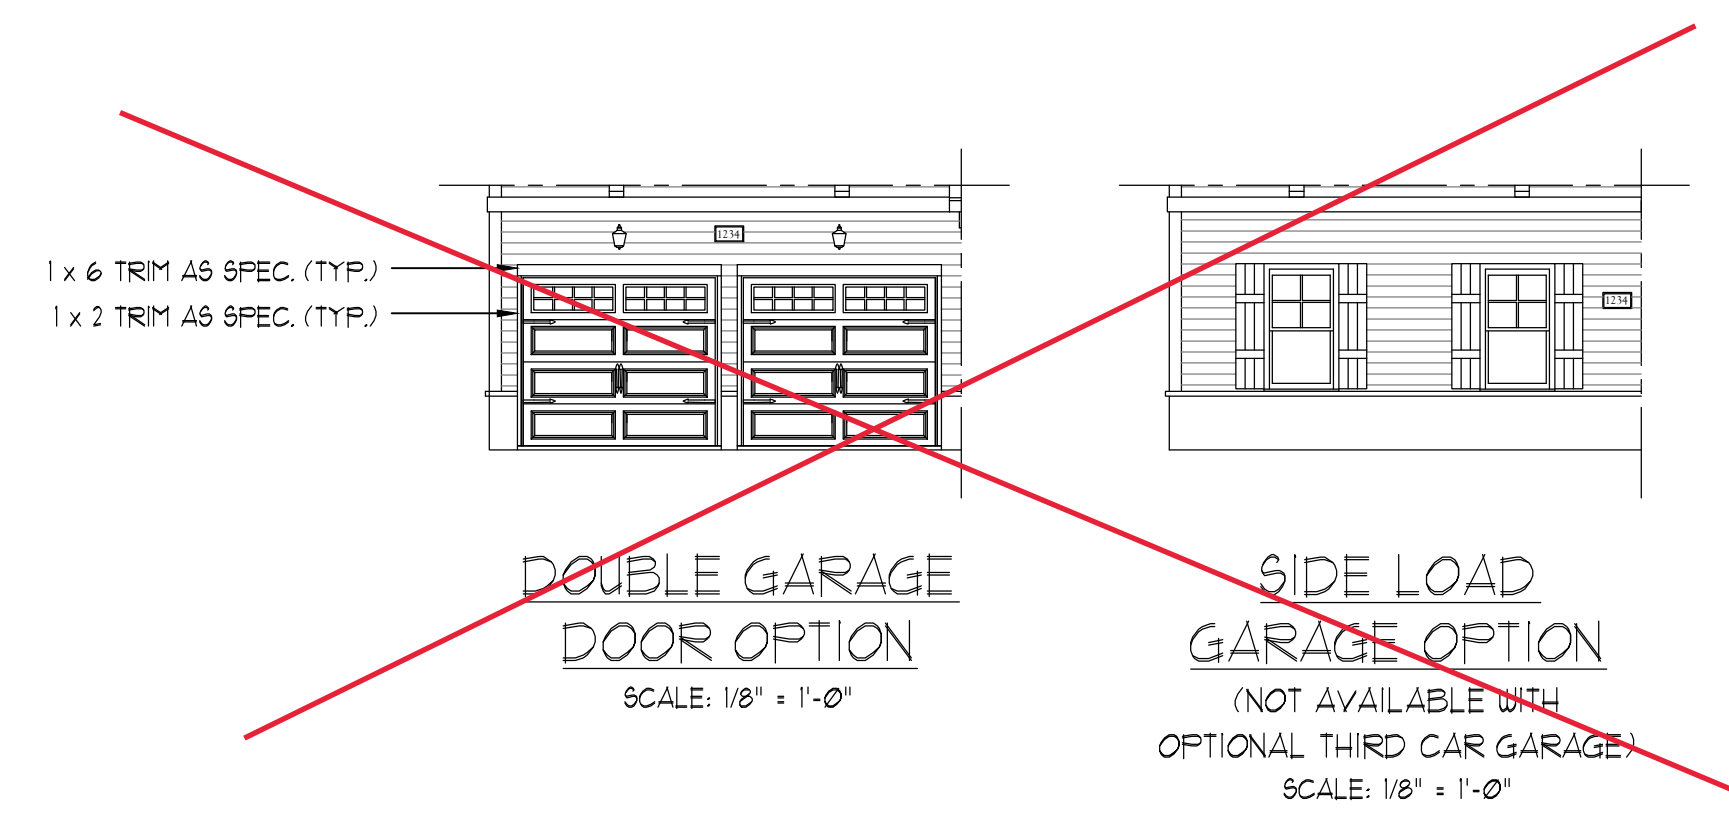 1234
1 x 6 TRIM AS SPEC. (TYP.)
1 x 2 TRIM AS SPEC. (TYP.)
DOUBLE GARAGE
DOOR OPTION
SCALE: 1/8" = 1'-0"
1234
SIDE LOAD
GARAGE OPTION
(NOT AVAILABLE WITH
OPTIONAL THIRD CAR GARAGE)
SCALE: 1/8" = 1'-0"